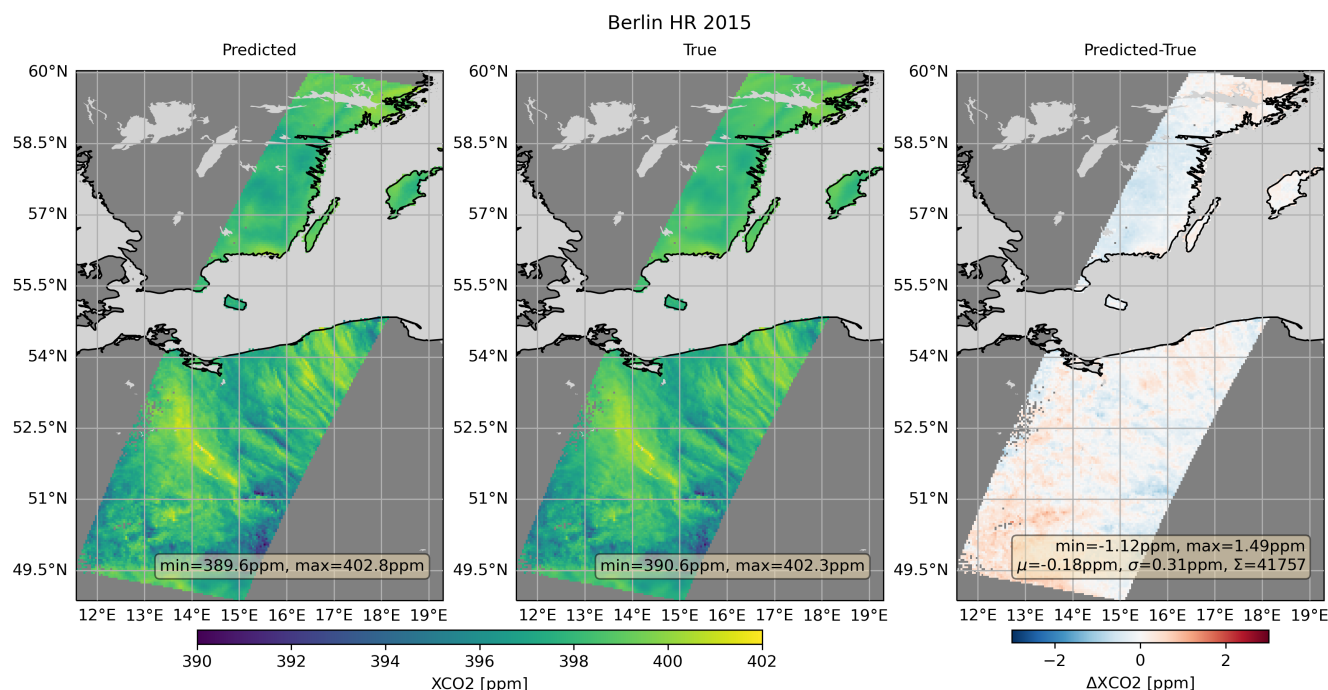 Berlin HR 2015
Predicted
True
Predicted-True
60°N
58.5°N
57°N
55.5°N
54°N
52.5°N
51°N
49.5°N
12°E 13°E 14°E 15°E 16°E 17°E 18°E 19°E
min=389.6ppm, max=402.8ppm
60°N
58.5°N
57°N
55.5°N
54°N
52.5°N
51°N
49.5°N
12°E 13°E 14°E 15°E 16°E 17°E 18°E 19°E
min=390.6ppm, max=402.3ppm
60°N
58.5°N
57°N
55.5°N
54°N
52.5°N
51°N
49.5°N
12°E 13°E 14°E 15°E 16°E 17°E 18°E 19°E
min=-1.12ppm, max=1.49ppm
μ=-0.18ppm, σ=0.31ppm, Σ=41757
390 392 394 396 398 400 402
XCO2 [ppm]
−2 0 2
ΔXCO2 [ppm]